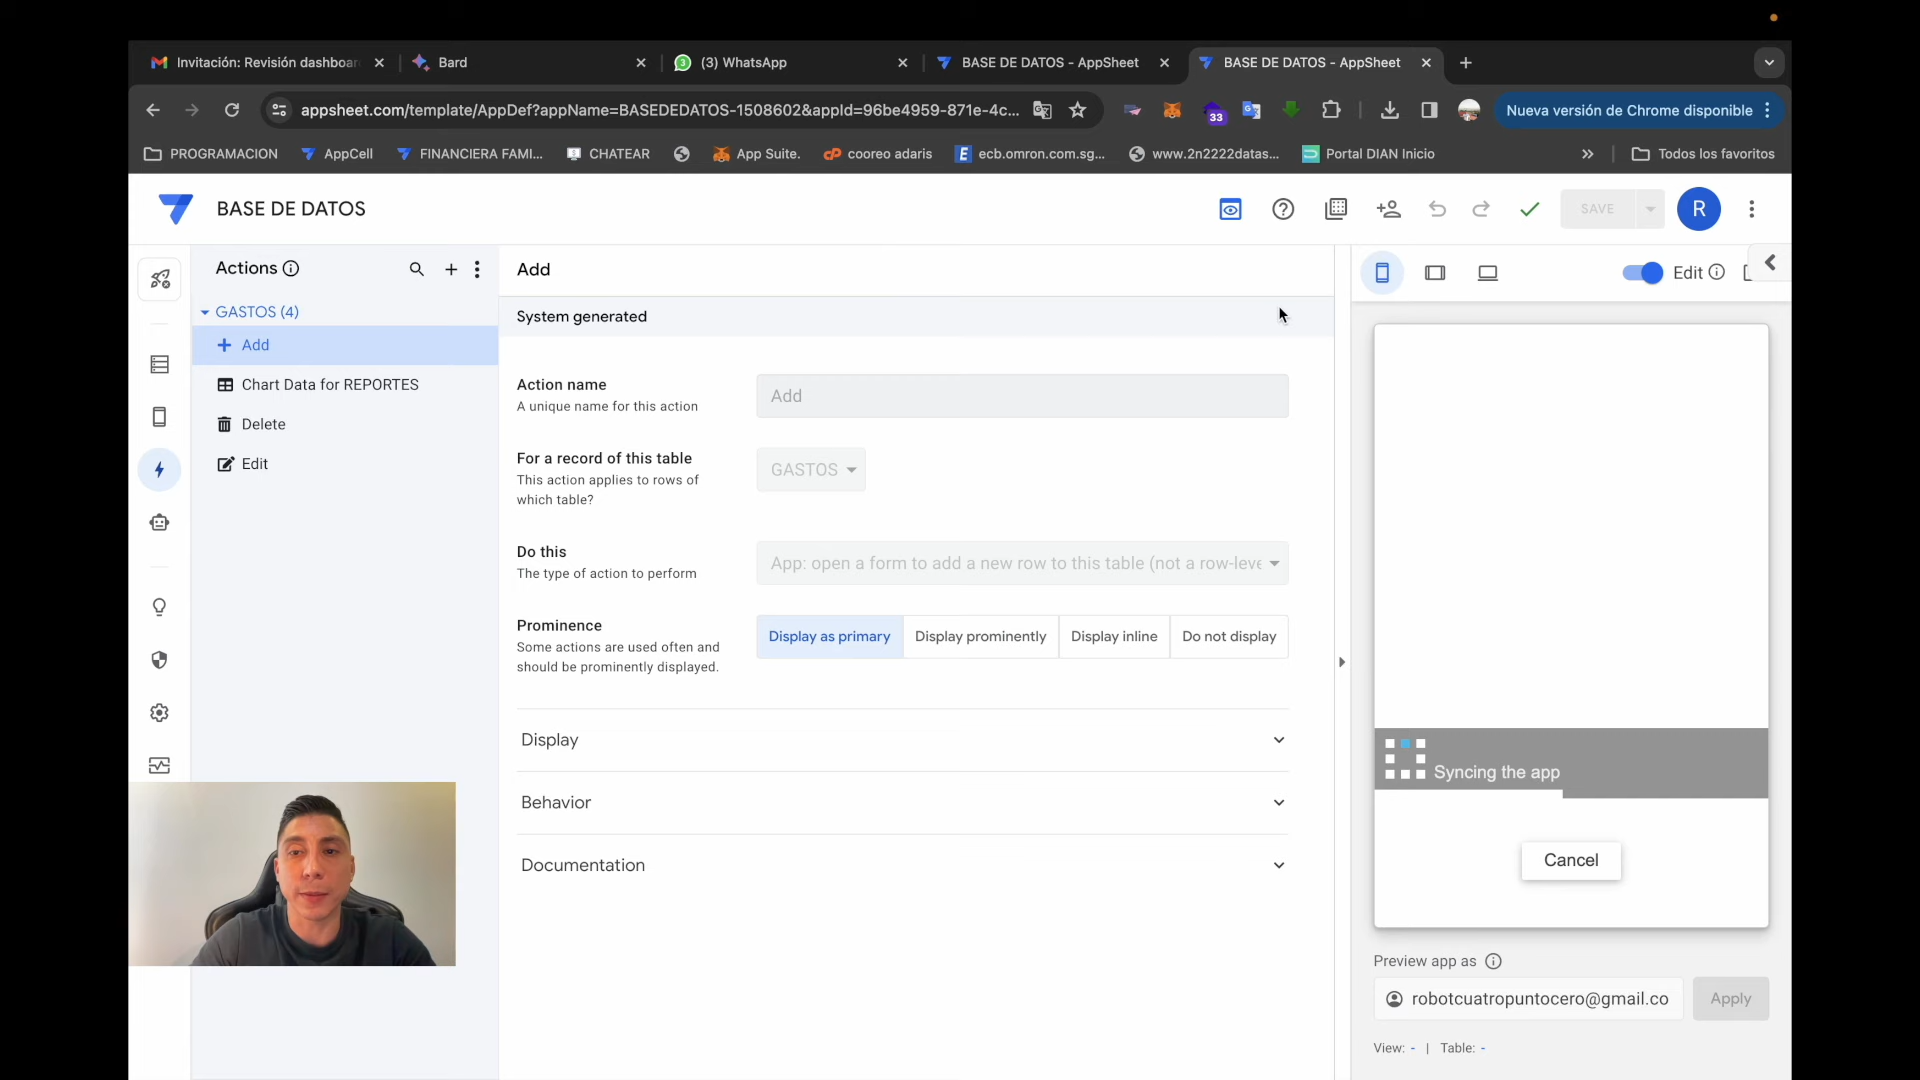 Invitación: Revisión dashboar
Bard
(3) WhatsApp
BASE DE DATOS - AppSheet
BASE DE DATOS - AppSheet
appsheet.com/template/AppDef?appName=BASEDEDATOS-1508602&appId=96be4959-871e-4c...
33
Nueva versión de Chrome disponible
PROGRAMACION
AppCell
FINANCIERA FAMI...
CHATEAR
App Suite.
cooreo adaris
ecb.omron.com.sg...
www.2n2222datas...
Portal DIAN Inicio
Todos los favoritos
BASE DE DATOS
SAVE
R
Actions
GASTOS (4)
Add
Chart Data for REPORTES
Delete
Edit
Add
System generated
Action name
A unique name for this action
Add
For a record of this table
This action applies to rows of
which table?
GASTOS
Do this
The type of action to perform
App: open a form to add a new row to this table (not a row-leve
Prominence
Some actions are used often and
should be prominently displayed.
Display as primary
Display prominently
Display inline
Do not display
Display
Behavior
Documentation
Edit
Syncing the app
Cancel
Preview app as
robotcuatropuntocero@gmail.co
Apply
View: - | Table: -